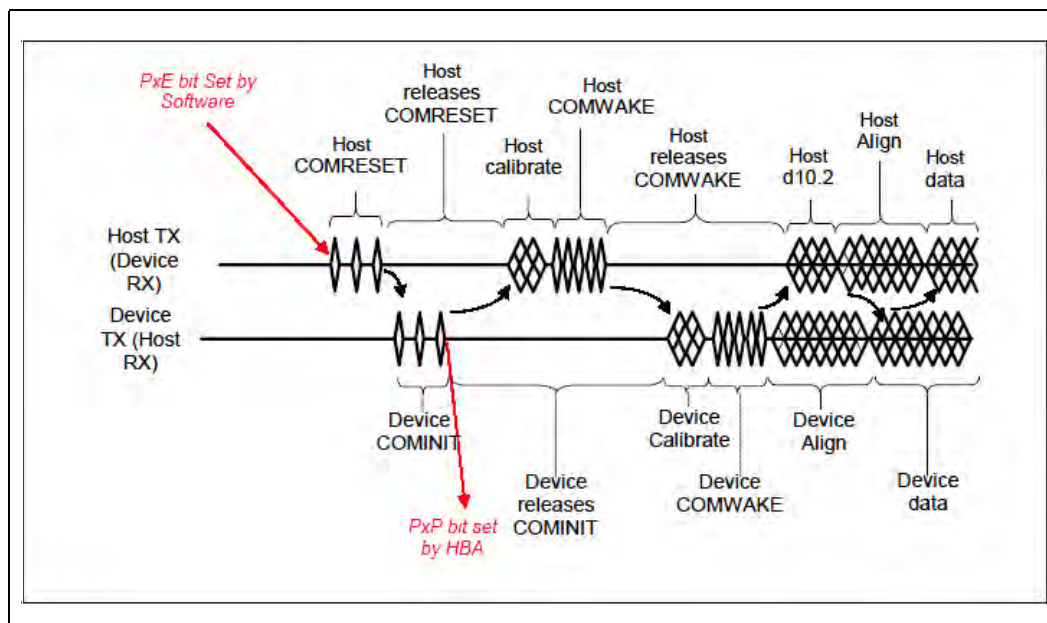 PxE bit Set by
Software
Host
COMRESET
Host
releases
COMRESET
Host
calibrate
Host
COMWAKE
Host
releases
COMWAKE
Host
d10.2
Host
Align
Host
data
Host TX
(Device
RX)
Device
TX (Host
RX)
Device
COMINIT
PxP bit set
by HBA
Device
releases
COMINIT
Device
Calibrate
Device
COMWAKE
Device
Align
Device
data